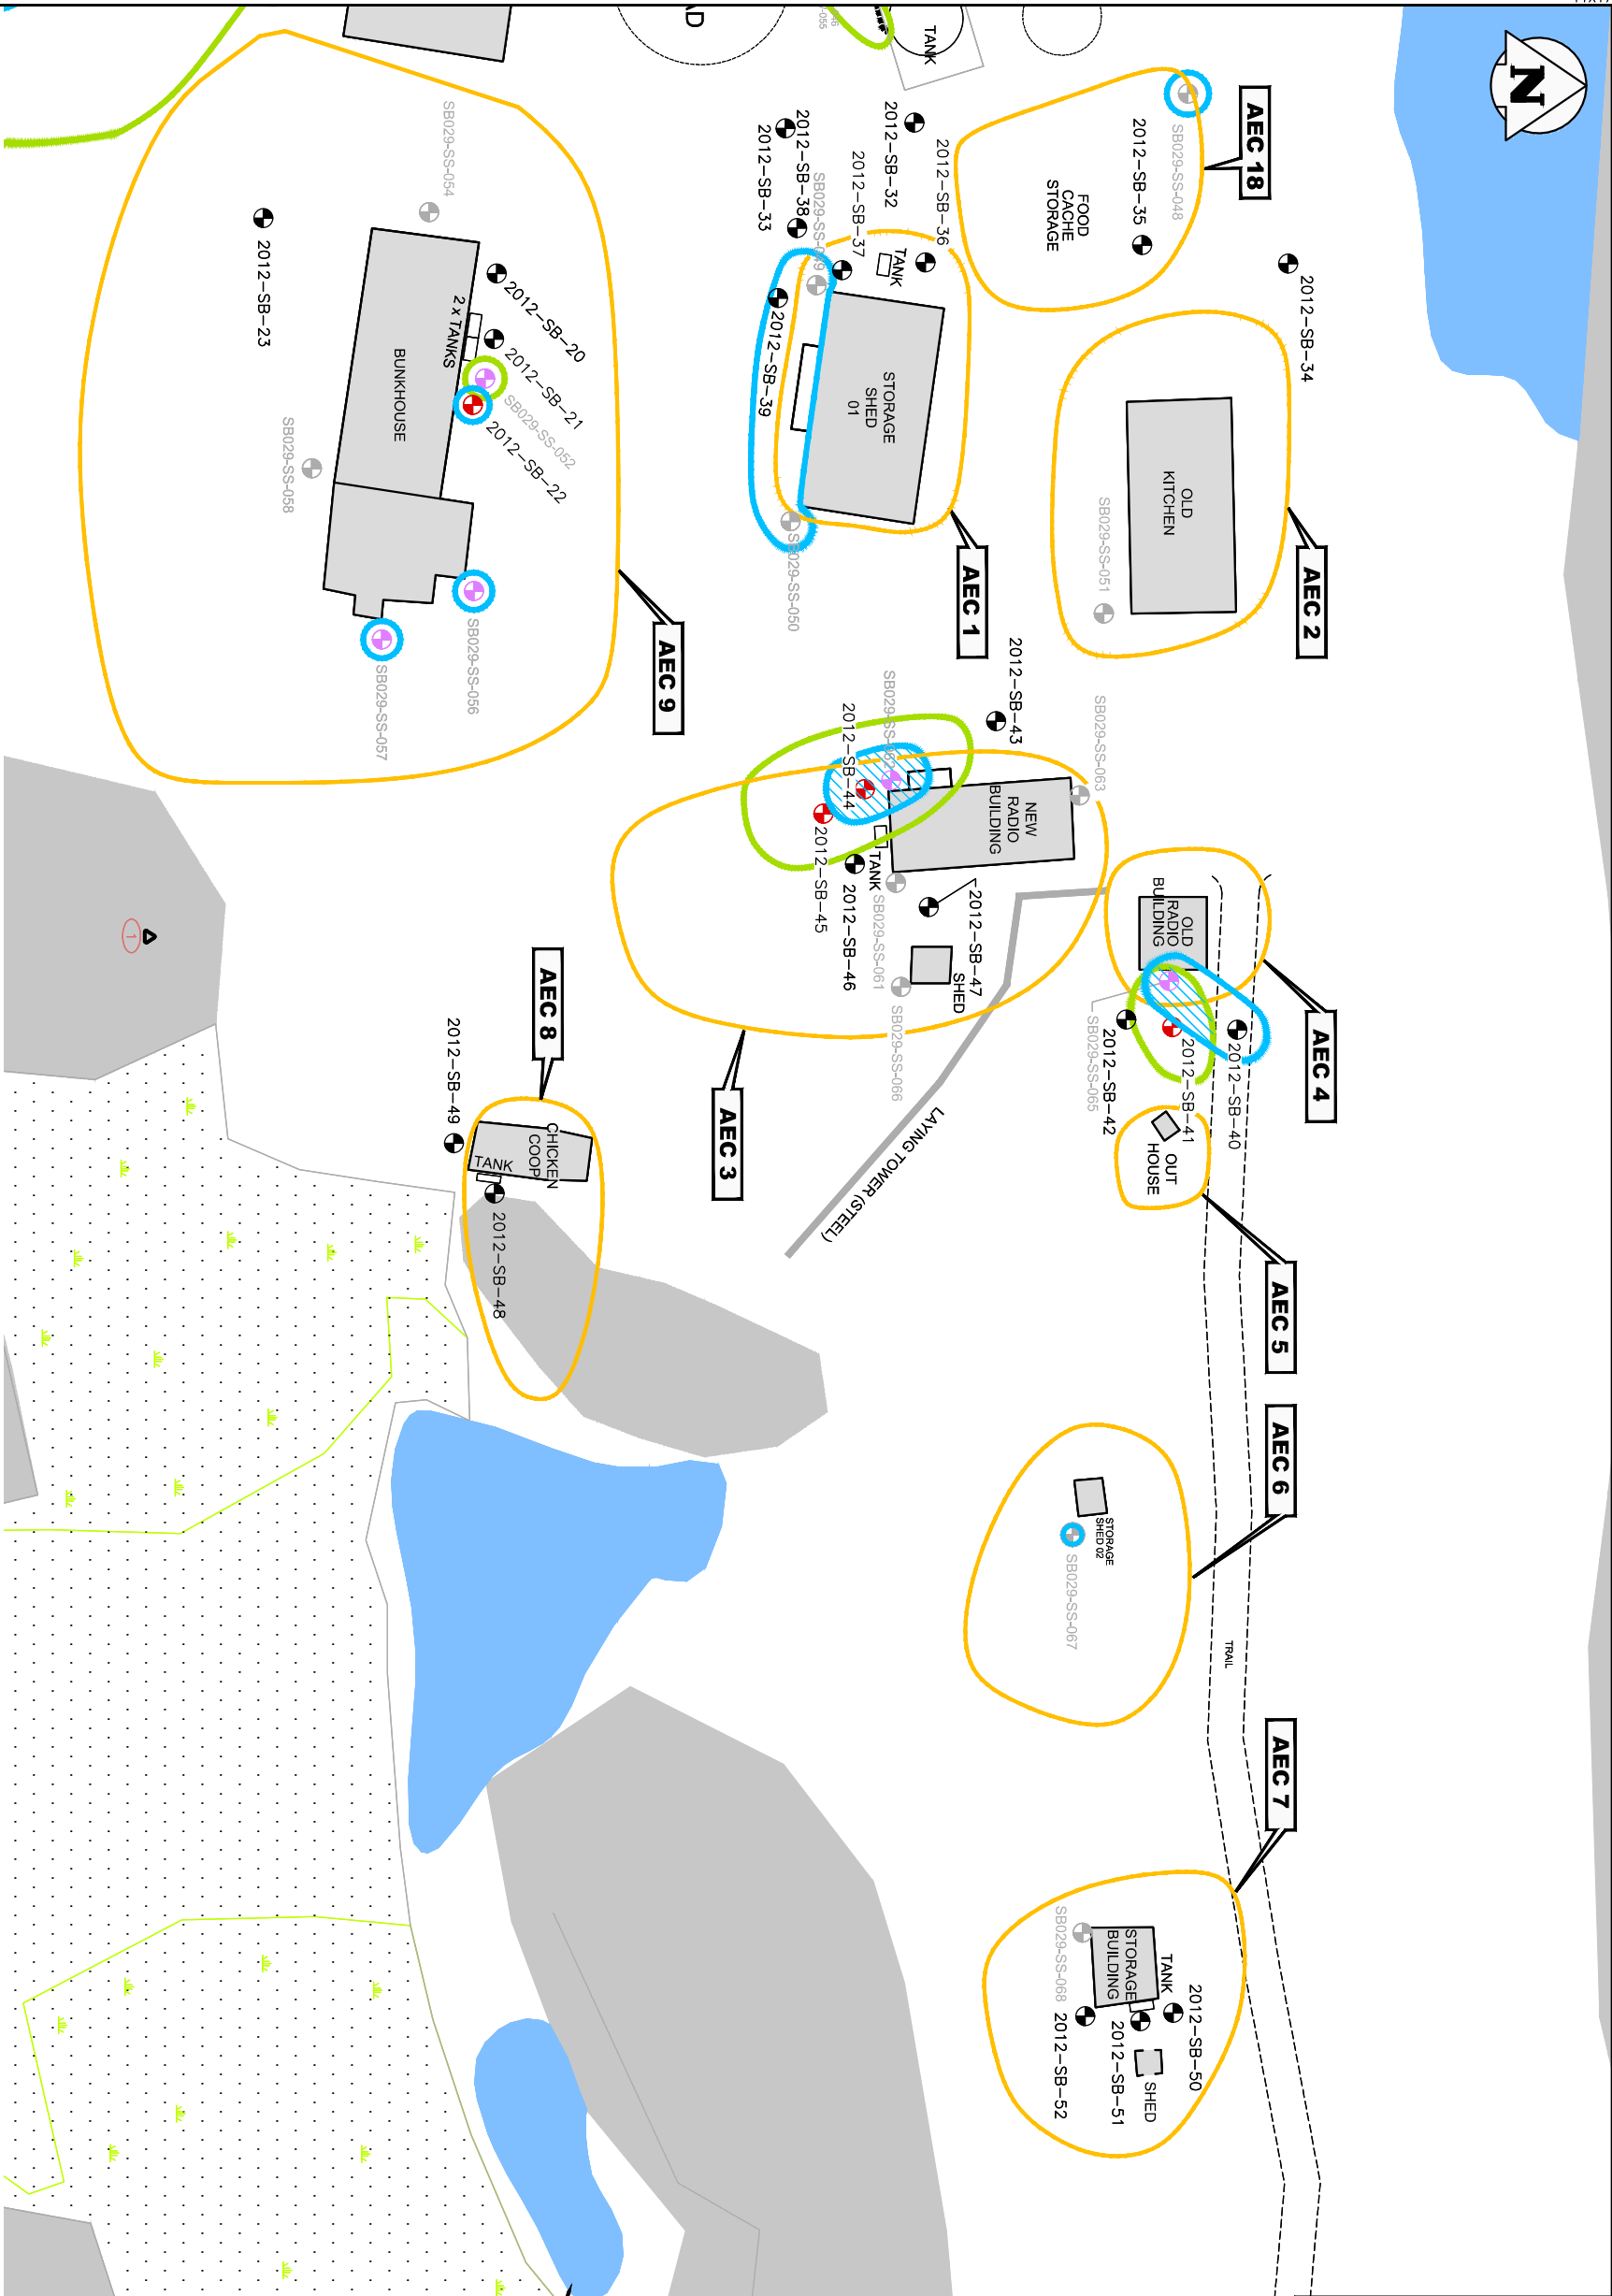 N
AEC 18
SB029-SS-048
2012-SB-35
FOOD
CACHE
STORAGE
2012-SB-34
TANK
2012-SB-32
2012-SB-36
2012-SB-37
SB029-SS-049
2012-SB-38
2012-SB-33
TANK
2012-SB-39
STORAGE
SHED
01
SB029-SS-050
AEC 1
OLD
KITCHEN
SB029-SS-051
AEC 2
SB029-SS-054
2012-SB-23
2012-SB-20
2 x TANKS
2012-SB-21
SB029-SS-052
2012-SB-22
BUNKHOUSE
SB029-SS-058
SB029-SS-056
SB029-SS-057
AEC 9
2012-SB-43
SB029-SS-063
SB029-SS-062
2012-SB-44
NEW
RADIO
BUILDING
2012-SB-45
TANK
2012-SB-46
SB029-SS-061
2012-SB-47
SHED
SB029-SS-066
AEC 3
OLD
RADIO
BUILDING
AEC 4
2012-SB-40
2012-SB-41
2012-SB-42
SB029-SS-065
OUT
HOUSE
AEC 5
LAYING TOWER (STEEL)
1
AEC 8
2012-SB-49
CHICKEN
COOP
TANK
2012-SB-48
AEC 6
STORAGE
SHED 02
SB029-SS-067
TRAIL
AEC 7
SB029-SS-068
STORAGE
BUILDING
TANK
2012-SB-50
2012-SB-51
2012-SB-52
SHED